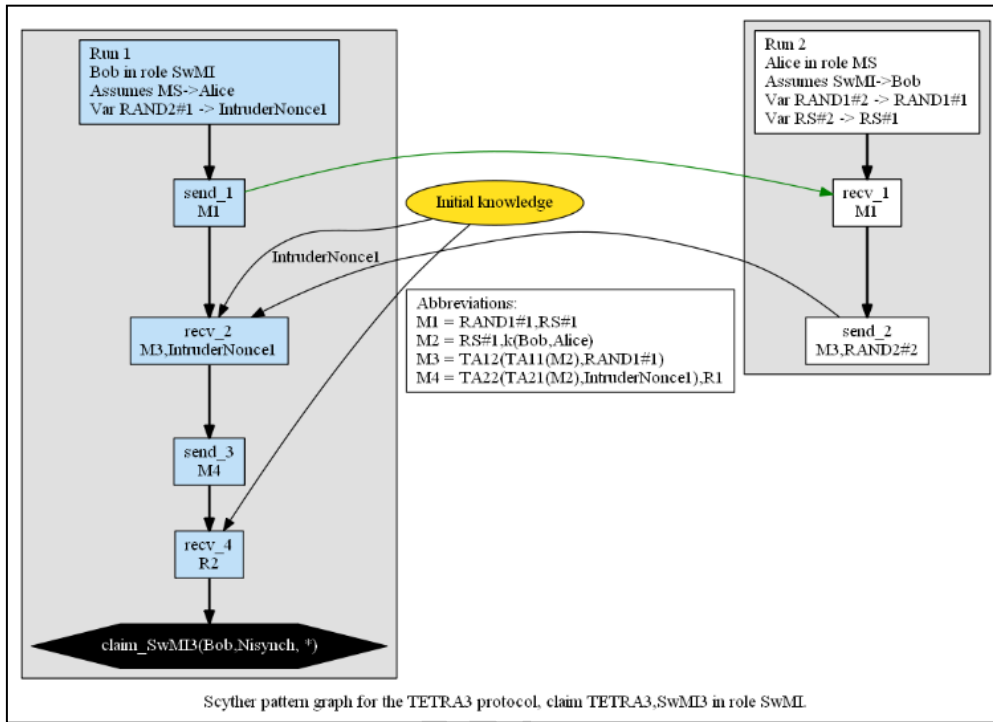 Run 1
Bob in role SwMI
Assumes MS->Alice
Var RAND2#1 -> IntruderNonce1
Run 2
Alice in role MS
Assumes SwMI->Bob
Var RAND1#2 -> RAND1#1
Var RS#2 -> RS#1
send_1
M1
Initial knowledge
recv_1
M1
IntruderNonce1
recv_2
M3,IntruderNonce1
Abbreviations:
M1 = RAND1#1,RS#1
M2 = RS#1,k(Bob,Alice)
M3 = TA12(TA11(M2),RAND1#1)
M4 = TA22(TA21(M2),IntruderNonce1),R1
send_2
M3,RAND2#2
send_3
M4
recv_4
R2
claim_SwMI3(Bob,Nisynch, *)
Scyther pattern graph for the TETRA3 protocol, claim TETRA3,SwMI3 in role SwMI.